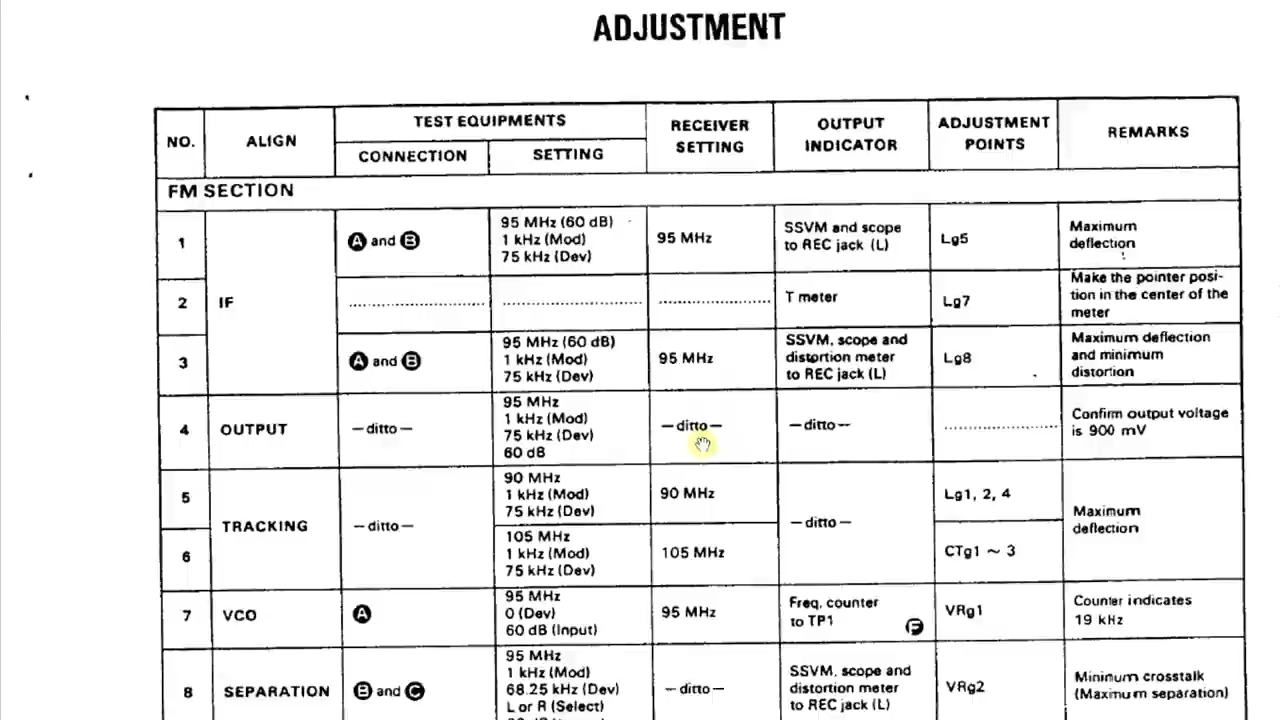 ADJUSTMENT
NO.
ALIGN
TEST EQUIPMENTS
CONNECTION
SETTING
RECEIVER
SETTING
OUTPUT
INDICATOR
ADJUSTMENT
POINTS
REMARKS
FM SECTION
1
IF
A and B
95 MHz (60 dB)
1 kHz (Mod)
75 kHz (Dev)
95 MHz
SSVM and scope
to REC jack (L)
Lg5
Maximum
deflection
2
T meter
Lg7
Make the pointer posi-
tion in the center of the
meter
3
A and B
95 MHz (60 dB)
1 kHz (Mod)
75 kHz (Dev)
95 MHz
SSVM, scope and
distortion meter
to REC jack (L)
Lg8
Maximum deflection
and minimum
distortion
4
OUTPUT
—ditto—
95 MHz
1 kHz (Mod)
75 kHz (Dev)
60 dB
—ditto—
—ditto—
Confirm output voltage
is 900 mV
5
TRACKING
—ditto—
90 MHz
1 kHz (Mod)
75 kHz (Dev)
90 MHz
—ditto—
Lg1, 2, 4
Maximum
deflection
6
105 MHz
1 kHz (Mod)
75 kHz (Dev)
105 MHz
CTg1 ~ 3
7
VCO
A
95 MHz
0 (Dev)
60 dB (Input)
95 MHz
Freq. counter
to TP1
F
VRg1
Counter indicates
19 kHz
8
SEPARATION
B and C
95 MHz
1 kHz (Mod)
68.25 kHz (Dev)
L or R (Select)
—ditto—
SSVM, scope and
distortion meter
to REC jack (L)
VRg2
Minimum crosstalk
(Maximum separation)